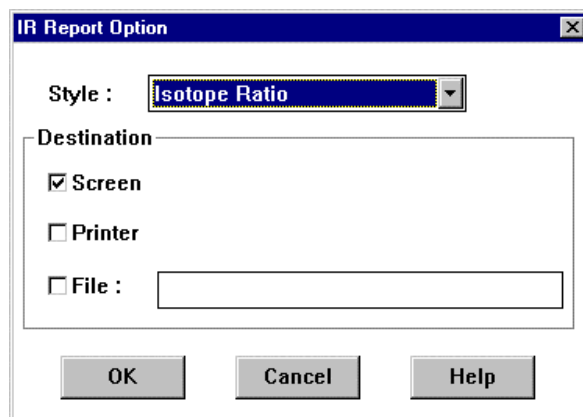 IR Report Option
Style : Isotope Ratio
Destination
Screen
Printer
File :
OK Cancel Help